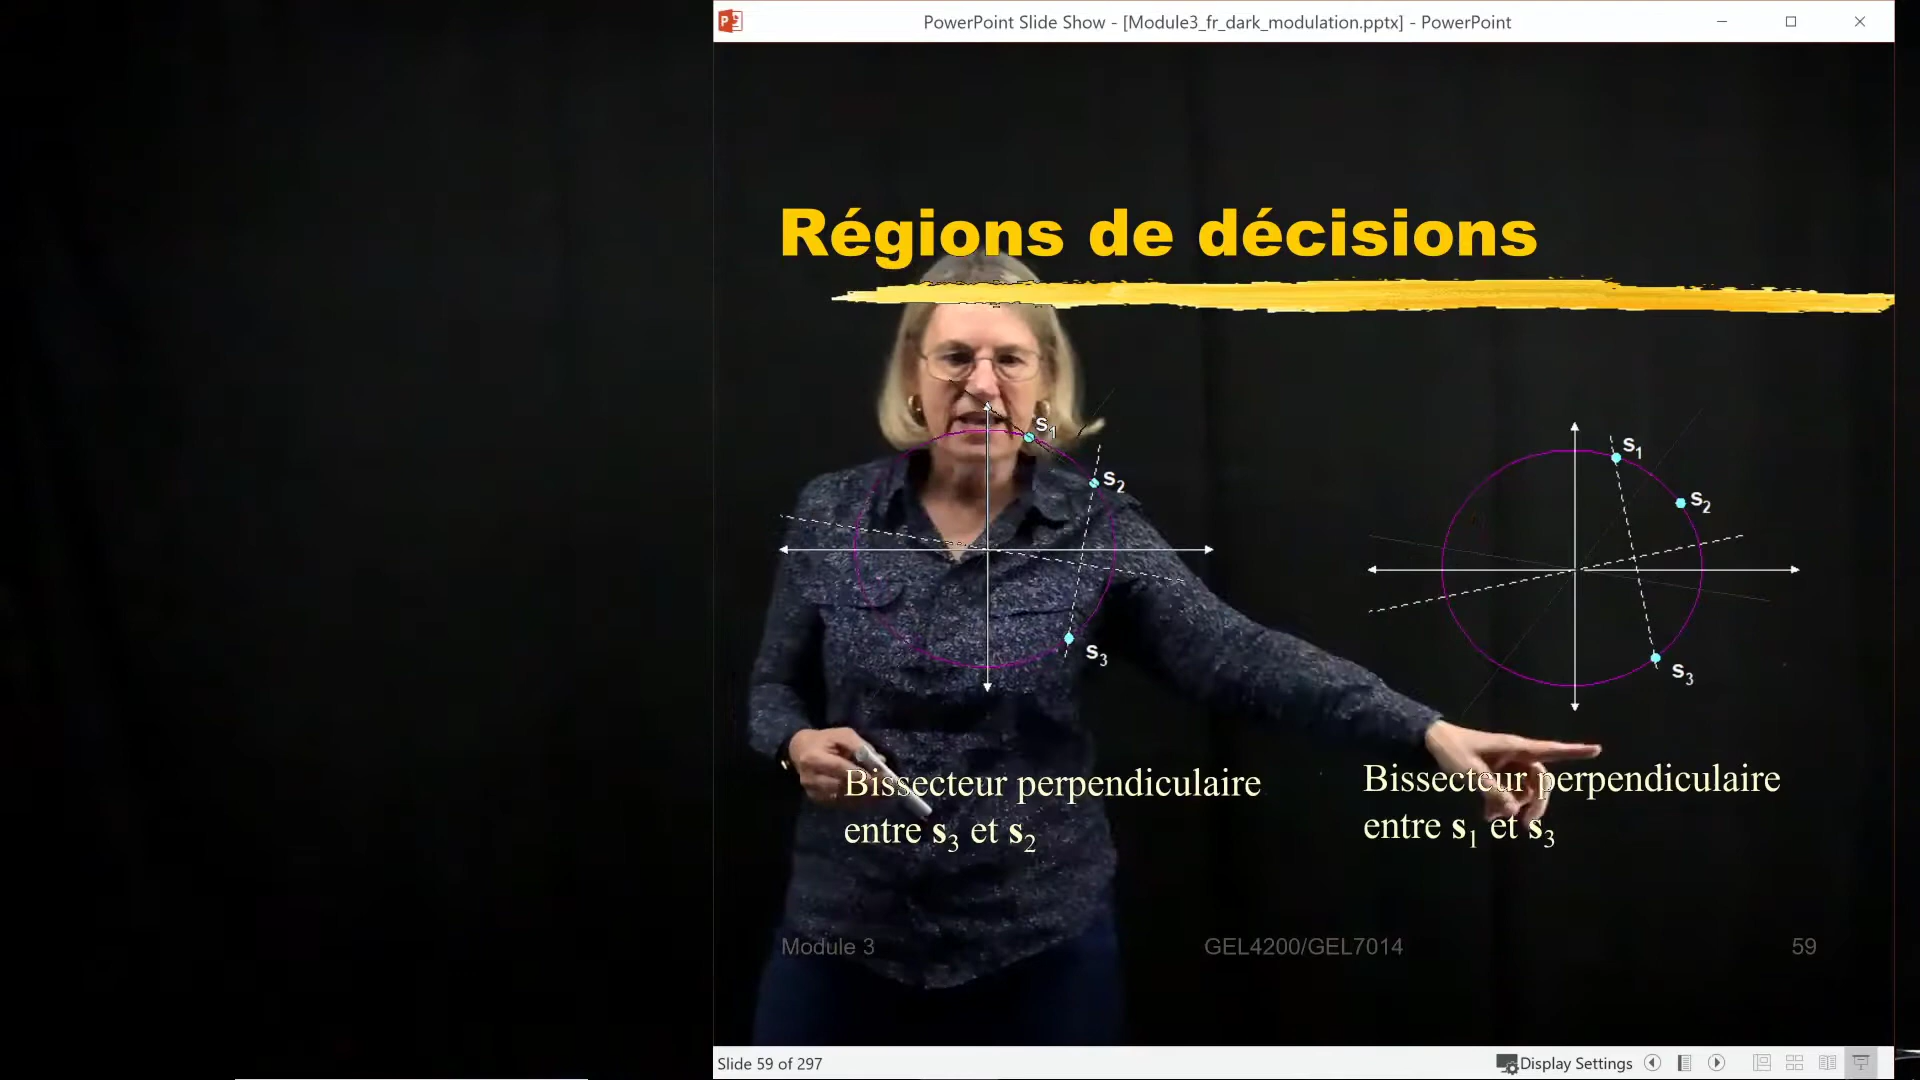 PowerPoint Slide Show - [Module3_fr_dark_modulation.pptx] - PowerPoint
Régions de décisions
s1
s2
s3
s1
s2
s3
Bissecteur perpendiculaire
entre s3 et s2
Bissecteur perpendiculaire
entre s1 et s3
Module 3
GEL4200/GEL7014
59
Slide 59 of 297
Display Settings